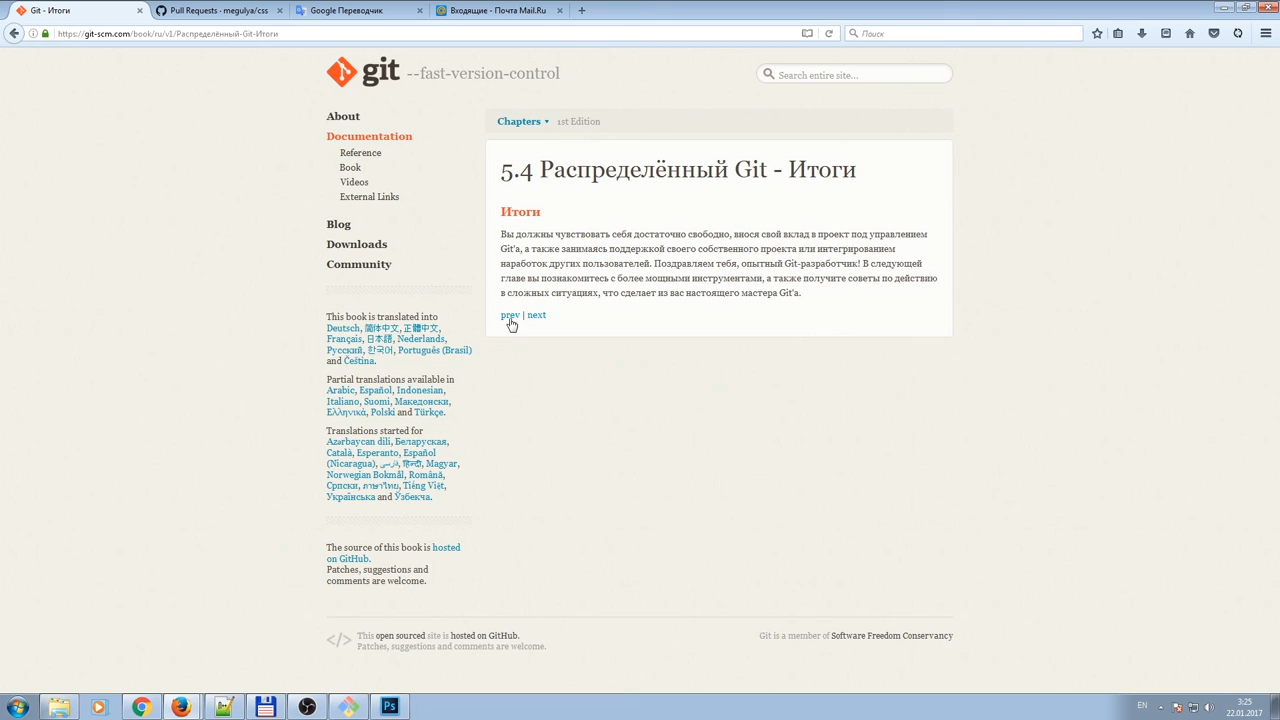 Git - Итоги
Pull Requests · megulya/css
Google Переводчик
Входящие - Почта Mail.Ru
https://git-scm.com/book/ru/v1/Распределённый-Git-Итоги
Поиск
git --fast-version-control
Search entire site...
About
Documentation
Reference
Book
Videos
External Links
Blog
Downloads
Community
This book is translated into
Deutsch, 简体中文, 正體中文,
Français, 日本語, Nederlands,
Русский, 한국어, Português (Brasil)
and Čeština.
Partial translations available in
Arabic, Español, Indonesian,
Italiano, Suomi, Македонски,
Ελληνικά, Polski and Türkçe.
Translations started for
Azərbaycan dili, Беларуская,
Català, Esperanto, Español
(Nicaragua), فارسی, हिन्दी, Magyar,
Norwegian Bokmål, Română,
Српски, ภาษาไทย, Tiếng Việt,
Українська and Ўзбекча.
The source of this book is hosted
on GitHub.
Patches, suggestions and
comments are welcome.
Chapters ▾ 1st Edition
5.4 Распределённый Git - Итоги
Итоги
Вы должны чувствовать себя достаточно свободно, внося свой вклад в проект под управлением
Git'а, а также занимаясь поддержкой своего собственного проекта или интегрированием
наработок других пользователей. Поздравляем тебя, опытный Git-разработчик! В следующей
главе вы познакомитесь с более мощными инструментами, а также получите советы по действию
в сложных ситуациях, что сделает из вас настоящего мастера Git'а.
prev | next
</> This open sourced site is hosted on GitHub.
Patches, suggestions and comments are welcome.
Git is a member of Software Freedom Conservancy
Ps
EN
3:25
22.01.2017